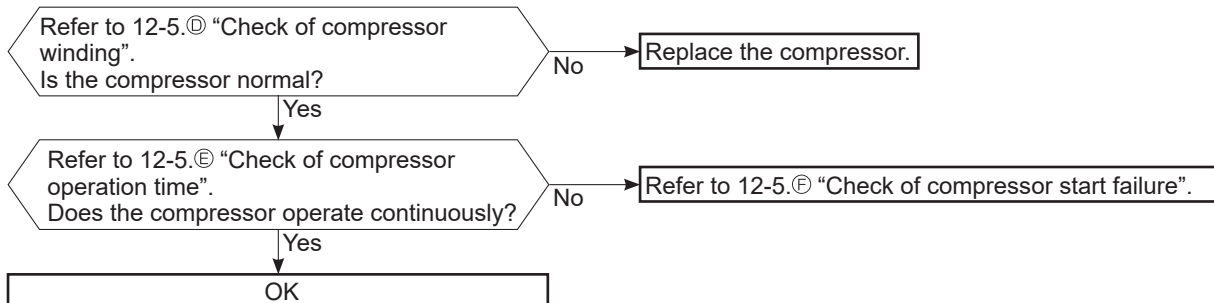 Refer to 12-5.Ⓓ “Check of compressor
winding”.
Is the compressor normal?
No
Replace the compressor.
Yes
Refer to 12-5.Ⓔ “Check of compressor
operation time”.
Does the compressor operate continuously?
No
Refer to 12-5.Ⓕ “Check of compressor start failure”.
Yes
OK